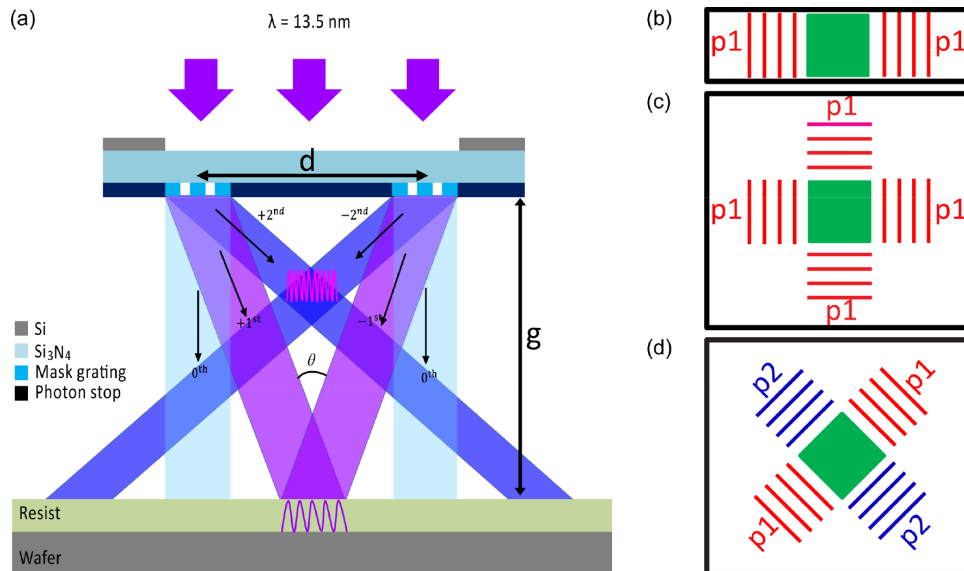 (a)
λ = 13.5 nm
d
+2nd
−2nd
+1st
−1st
0th
θ
0th
g
Si
Si3N4
Mask grating
Photon stop
Resist
Wafer
(b)
p1
p1
(c)
p1
p1
p1
p1
(d)
p2
p1
p1
p2